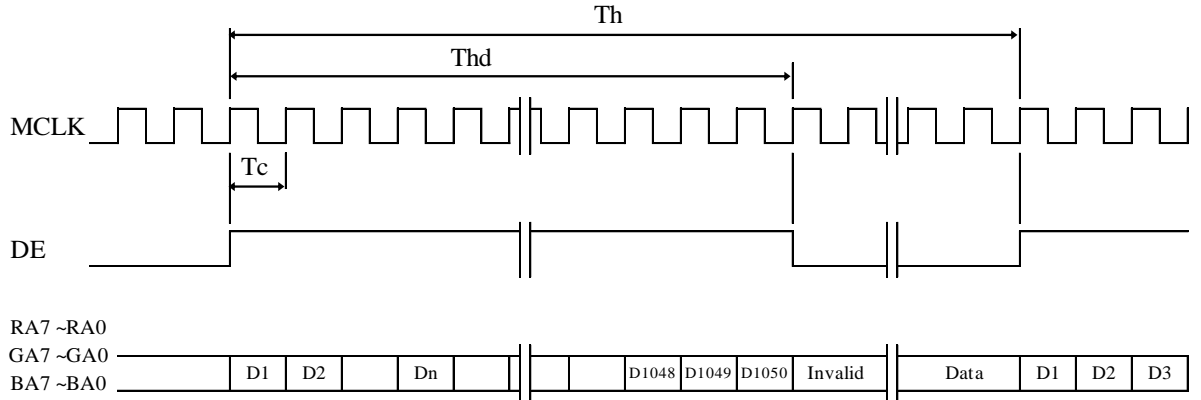 Th
Thd
MCLK
Tc
DE
RA7 ~RA0
GA7 ~GA0
BA7 ~BA0
D1 D2 Dn D1048 D1049 D1050 Invalid Data D1 D2 D3